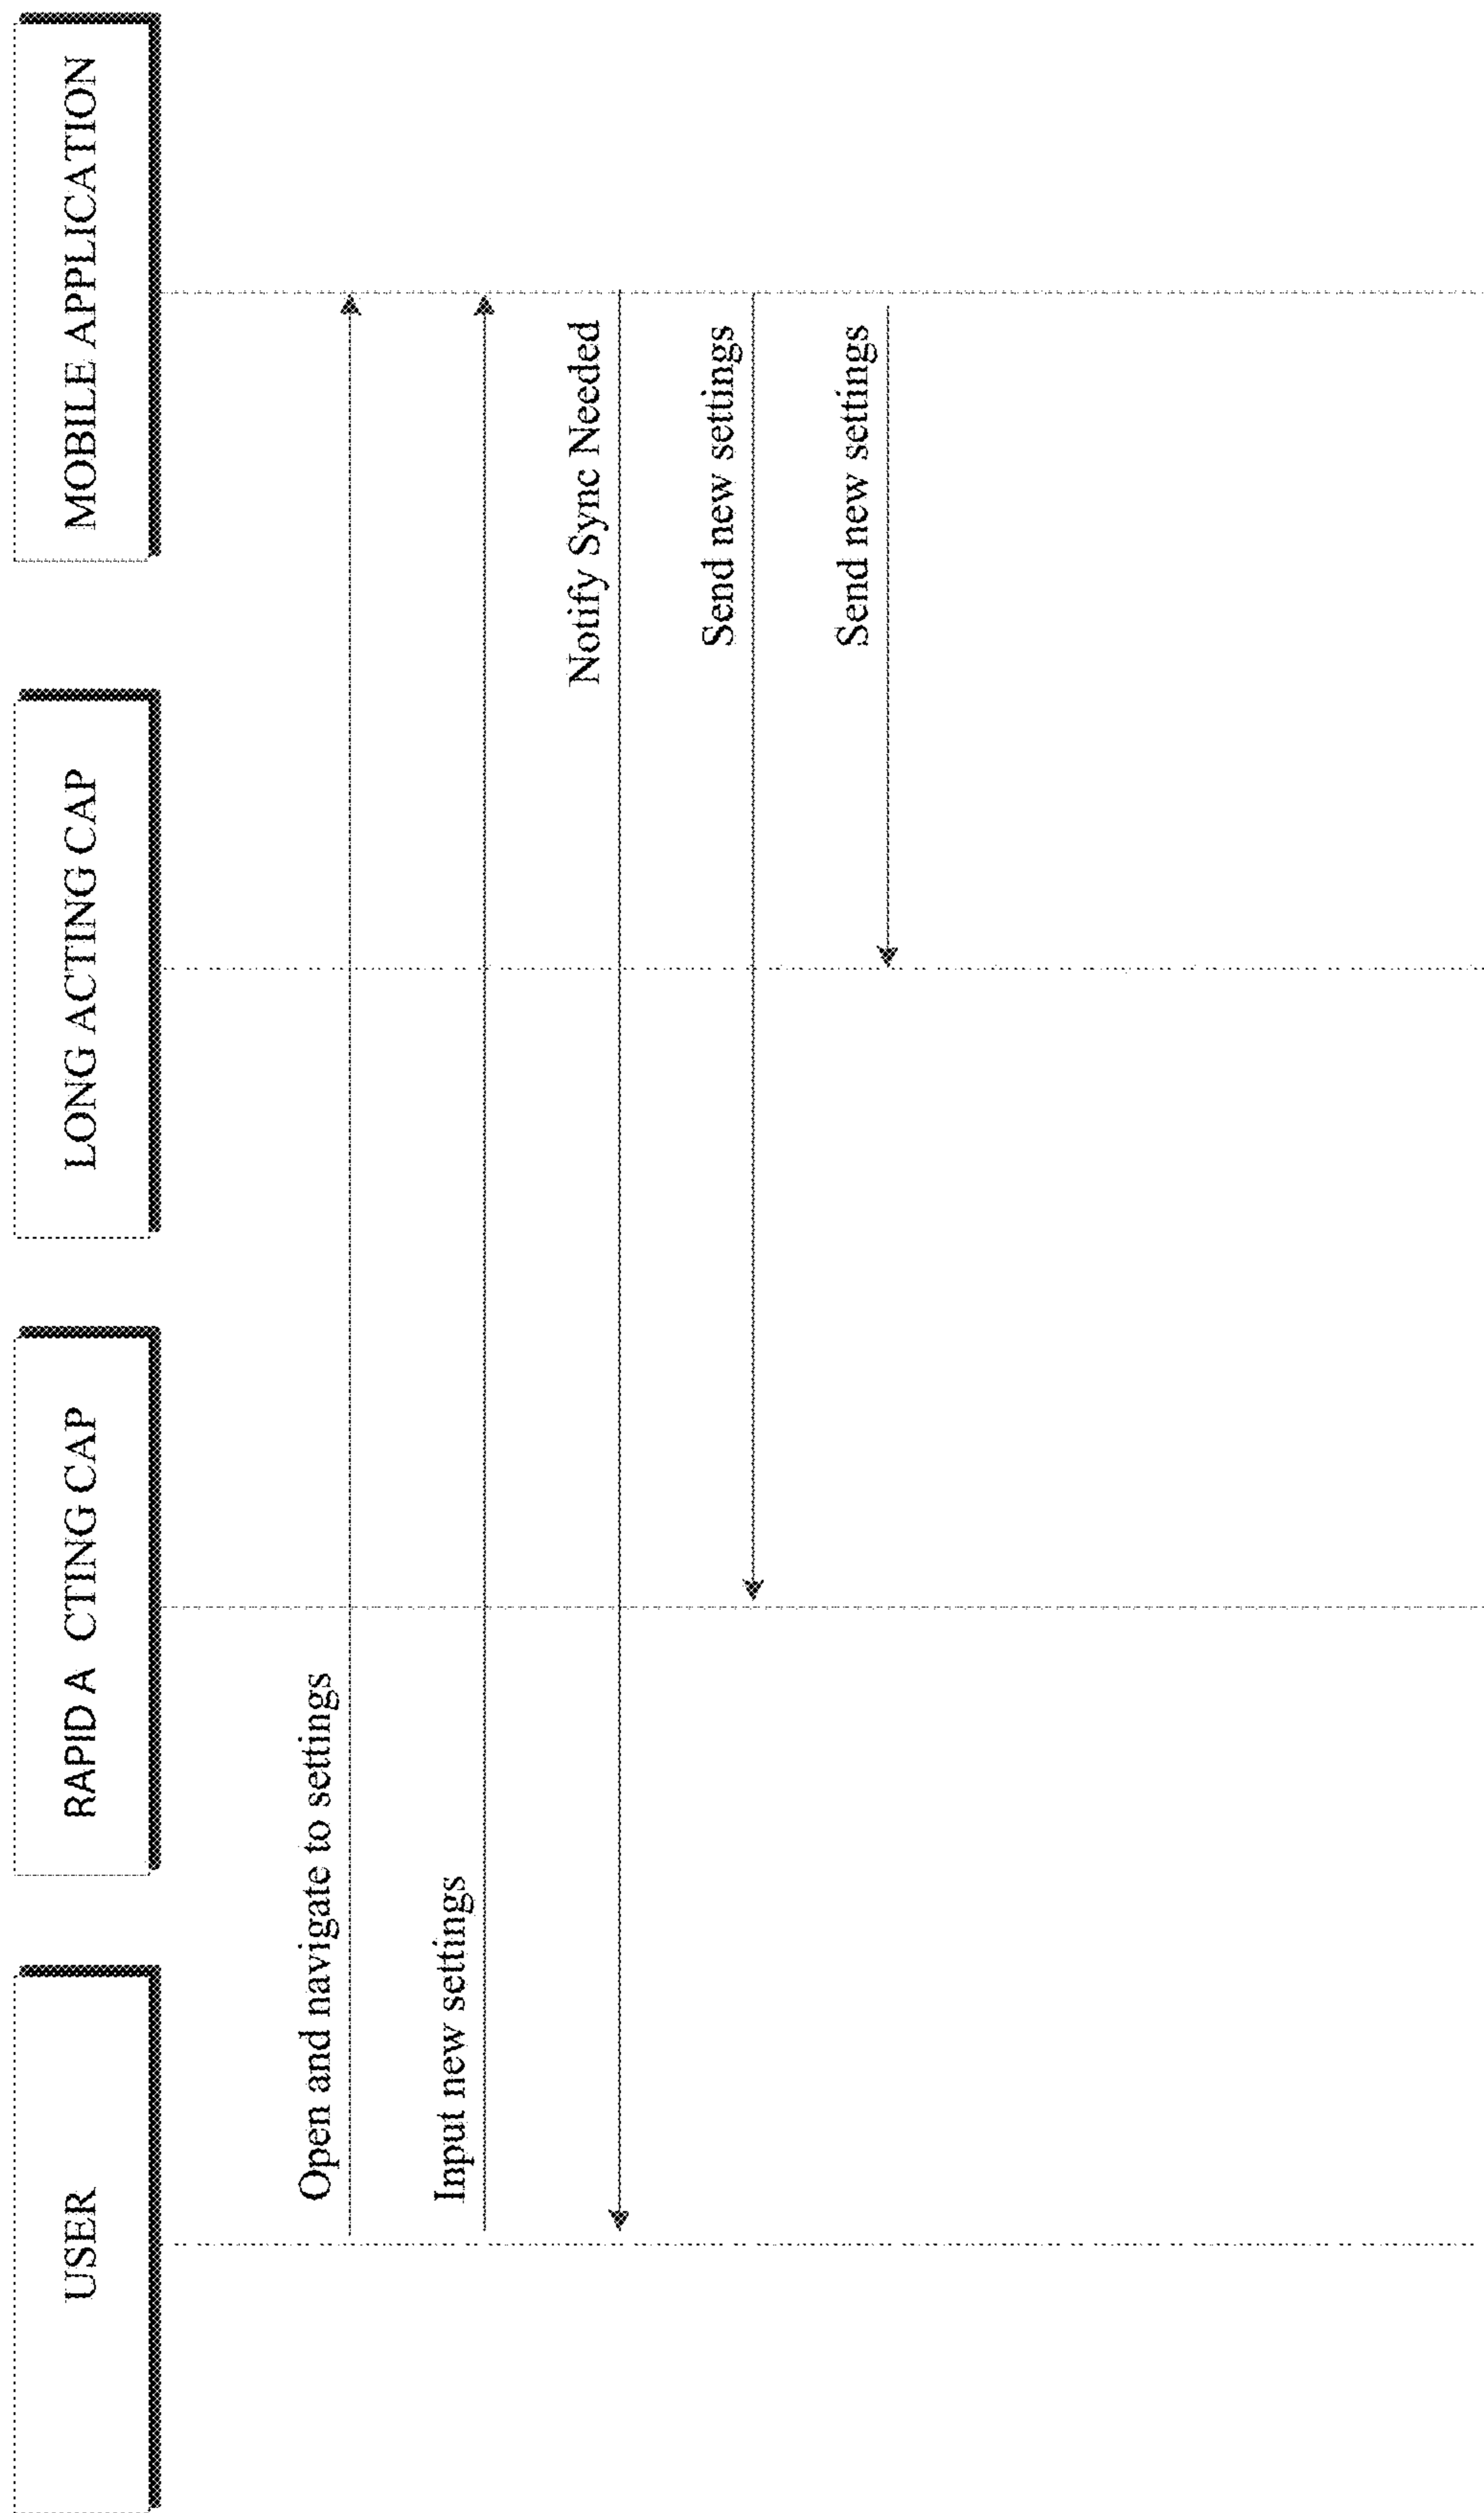 USER
RAPID A CTING CAP
LONG ACTING CAP
MOBILE APPLICATION
Open and navigate to settings
Input new settings
Notify Sync Needed
Send new settings
Send new settings